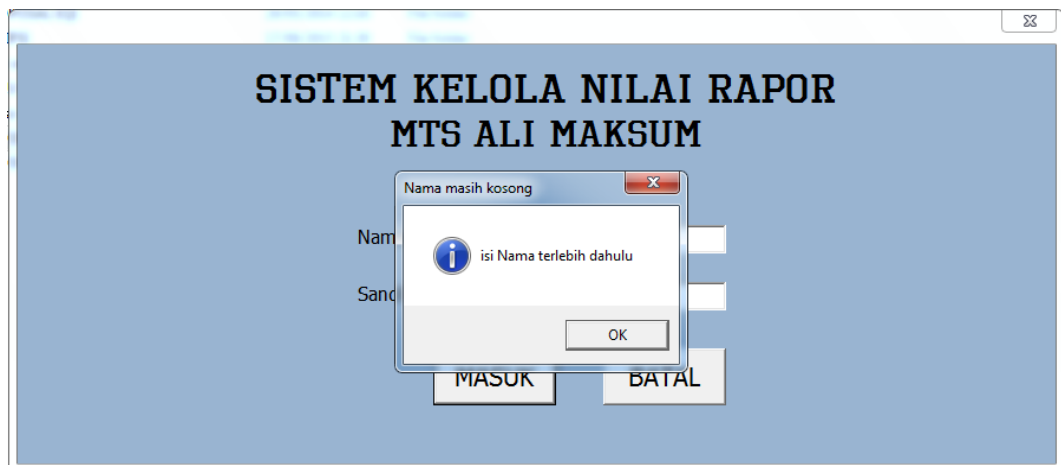 SISTEM KELOLA NILAI RAPOR
MTS ALI MAKSUM
Nama masih kosong
isi Nama terlebih dahulu
OK
MASUK
BATAL